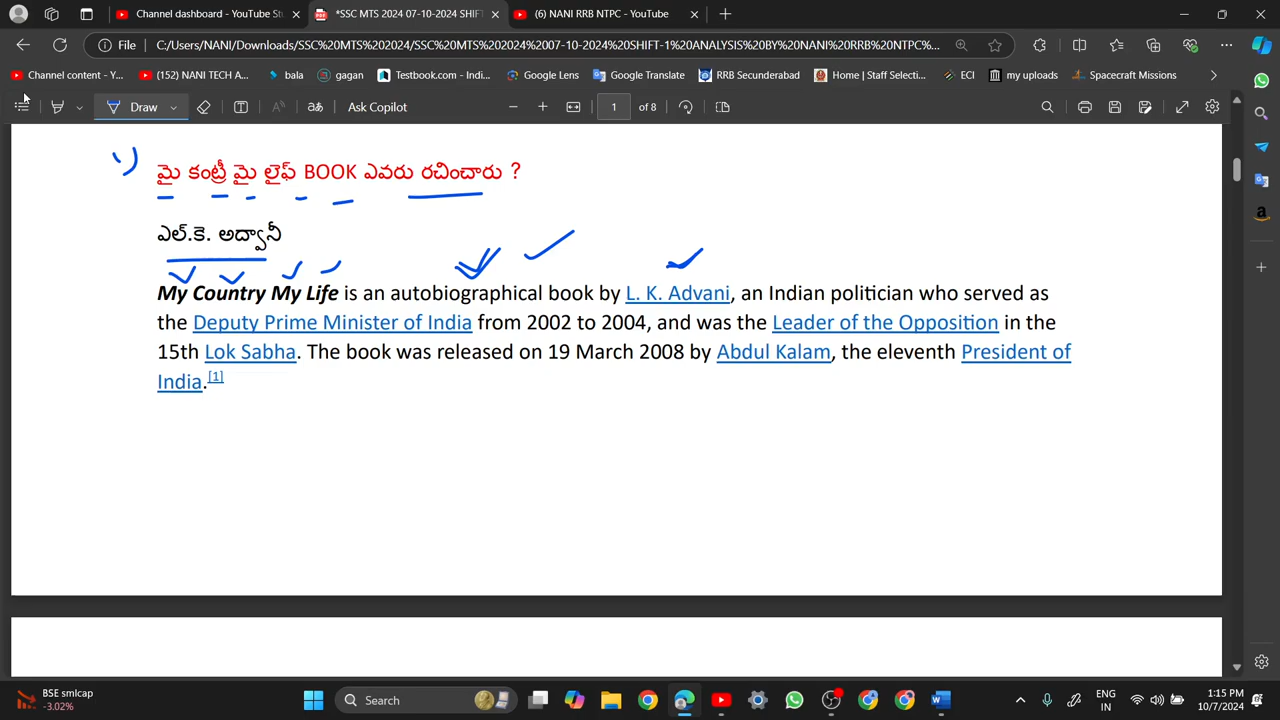 Channel dashboard - YouTube St
*SSC MTS 2024 07-10-2024 SHIFT-
(6) NANI RRB NTPC - YouTube
File
C:/Users/NANI/Downloads/SSC%20MTS%202024/SSC%20MTS%202024%2007-10-2024%20SHIFT-1%20ANALYSIS%20BY%20NANI%20RRB%20NTPC%...
Channel content - Y...
(152) NANI TECH A...
bala
gagan
Testbook.com - Indi...
Google Lens
Google Translate
RRB Secunderabad
Home | Staff Selecti...
ECI
my uploads
Spacecraft Missions
Draw
Ask Copilot
1 of 8
1)
మై కంట్రీ మై లైఫ్ BOOK ఎవరు రచించారు ?
ఎల్.కె. అద్వానీ
My Country My Life is an autobiographical book by L. K. Advani, an Indian politician who served as
the Deputy Prime Minister of India from 2002 to 2004, and was the Leader of the Opposition in the
15th Lok Sabha. The book was released on 19 March 2008 by Abdul Kalam, the eleventh President of
India.[1]
BSE smlcap
-3.02%
Search
ENG
IN
1:15 PM
10/7/2024